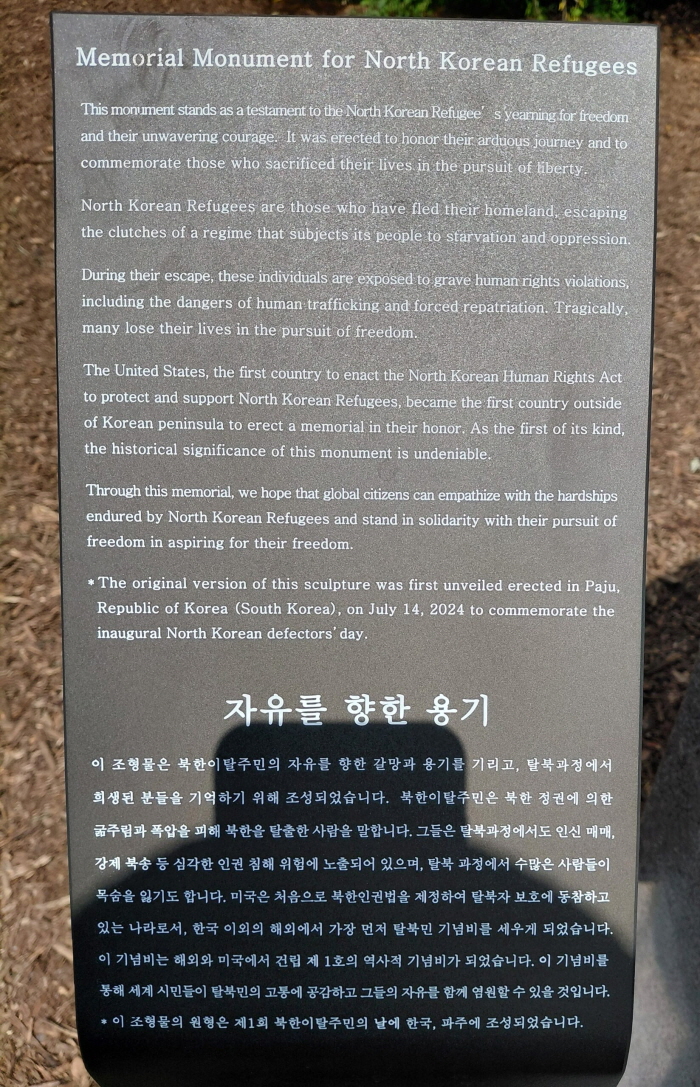 Memorial Monument for North Korean Refugees
This monument stands as a testament to the North Korean Refugee's yearning for freedom
and their unwavering courage. It was erected to honor their arduous journey and to
commemorate those who sacrificed their lives in the pursuit of liberty.
North Korean Refugees are those who have fled their homeland, escaping
the clutches of a regime that subjects its people to starvation and oppression.
During their escape, these individuals are exposed to grave human rights violations,
including the dangers of human trafficking and forced repatriation. Tragically,
many lose their lives in the pursuit of freedom.
The United States, the first country to enact the North Korean Human Rights Act
to protect and support North Korean Refugees, became the first country outside
of Korean peninsula to erect a memorial in their honor. As the first of its kind,
the historical significance of this monument is undeniable.
Through this memorial, we hope that global citizens can empathize with the hardships
endured by North Korean Refugees and stand in solidarity with their pursuit of
freedom in aspiring for their freedom.
* The original version of this sculpture was first unveiled erected in Paju,
Republic of Korea (South Korea), on July 14, 2024 to commemorate the
inaugural North Korean defectors' day.
자유를 향한 용기
이 조형물은 북한이탈주민의 자유를 향한 갈망과 용기를 기리고, 탈북과정에서
희생된 분들을 기억하기 위해 조성되었습니다. 북한이탈주민은 북한 정권에 의한
굶주림과 폭압을 피해 북한을 탈출한 사람을 말합니다. 그들은 탈북과정에서도 인신 매매,
강제 북송 등 심각한 인권 침해 위험에 노출되어 있으며, 탈북 과정에서 수많은 사람들이
목숨을 잃기도 합니다. 미국은 처음으로 북한인권법을 제정하여 탈북자 보호에 동참하고
있는 나라로서, 한국 이외의 해외에서 가장 먼저 탈북민 기념비를 세우게 되었습니다.
이 기념비는 해외와 미국에서 건립 제 1호의 역사적 기념비가 되었습니다. 이 기념비를
통해 세계 시민들이 탈북민의 고통에 공감하고 그들의 자유를 함께 염원할 수 있을 것입니다.
* 이 조형물의 원형은 제1회 북한이탈주민의 날에 한국, 파주에 조성되었습니다.